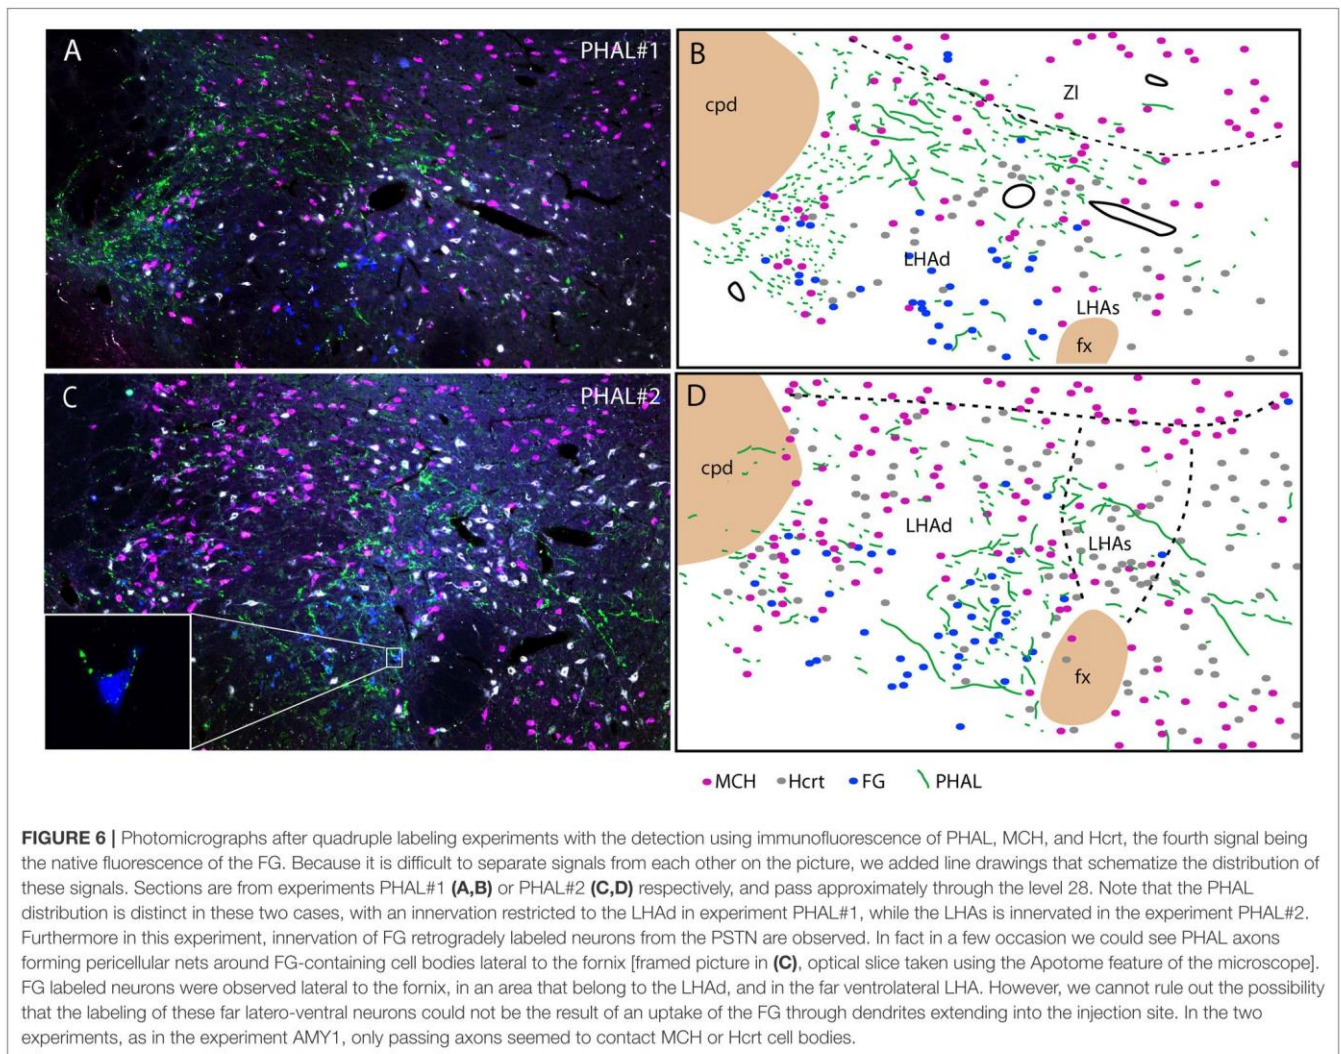 A
PHAL#1
B
cpd
ZI
LHAd
LHAs
fx
C
PHAL#2
D
cpd
LHAd
LHAs
fx
MCH Hcrt FG PHAL
FIGURE 6 | Photomicrographs after quadruple labeling experiments with the detection using immunofluorescence of PHAL, MCH, and Hcrt, the fourth signal being
the native fluorescence of the FG. Because it is difficult to separate signals from each other on the picture, we added line drawings that schematize the distribution of
these signals. Sections are from experiments PHAL#1 (A,B) or PHAL#2 (C,D) respectively, and pass approximately through the level 28. Note that the PHAL
distribution is distinct in these two cases, with an innervation restricted to the LHAd in experiment PHAL#1, while the LHAs is innervated in the experiment PHAL#2.
Furthermore in this experiment, innervation of FG retrogradely labeled neurons from the PSTN are observed. In fact in a few occasion we could see PHAL axons
forming pericellular nets around FG-containing cell bodies lateral to the fornix [framed picture in (C), optical slice taken using the Apotome feature of the microscope].
FG labeled neurons were observed lateral to the fornix, in an area that belong to the LHAd, and in the far ventrolateral LHA. However, we cannot rule out the possibility
that the labeling of these far latero-ventral neurons could not be the result of an uptake of the FG through dendrites extending into the injection site. In the two
experiments, as in the experiment AMY1, only passing axons seemed to contact MCH or Hcrt cell bodies.